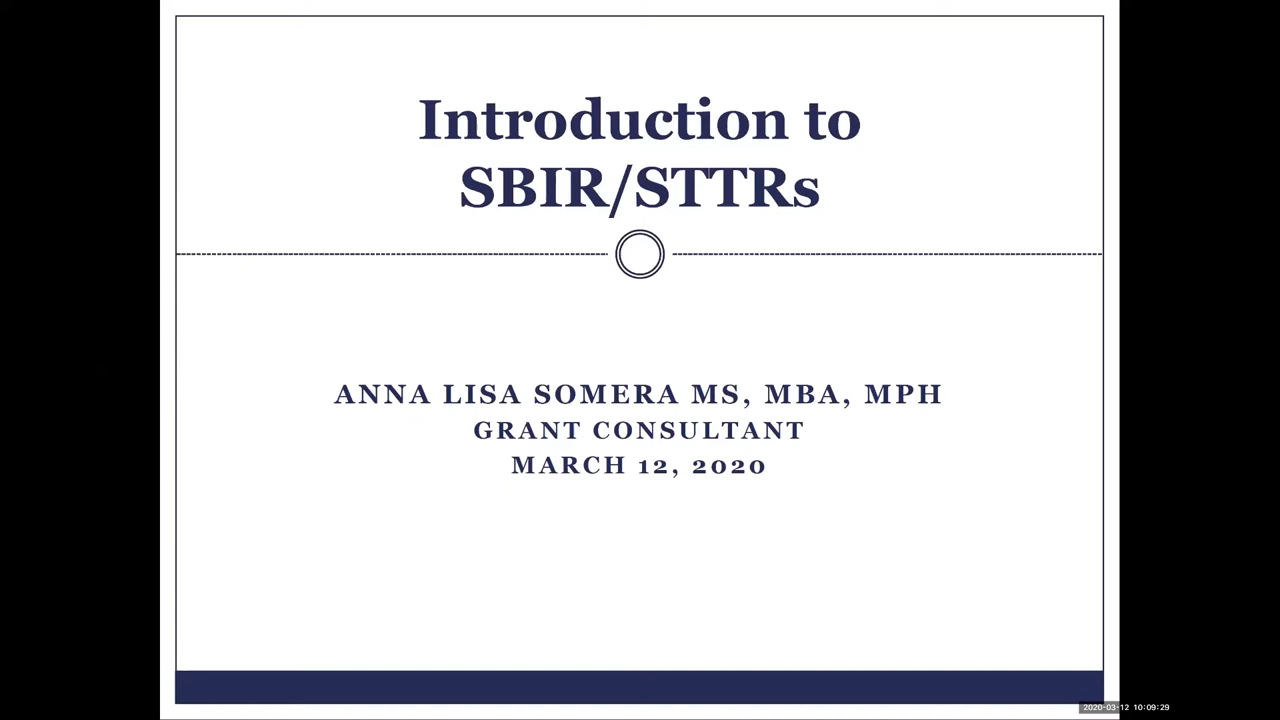 Introduction to
SBIR/STTRs
ANNA LISA SOMERA MS, MBA, MPH
GRANT CONSULTANT
MARCH 12, 2020
2020-03-12 10:09:29